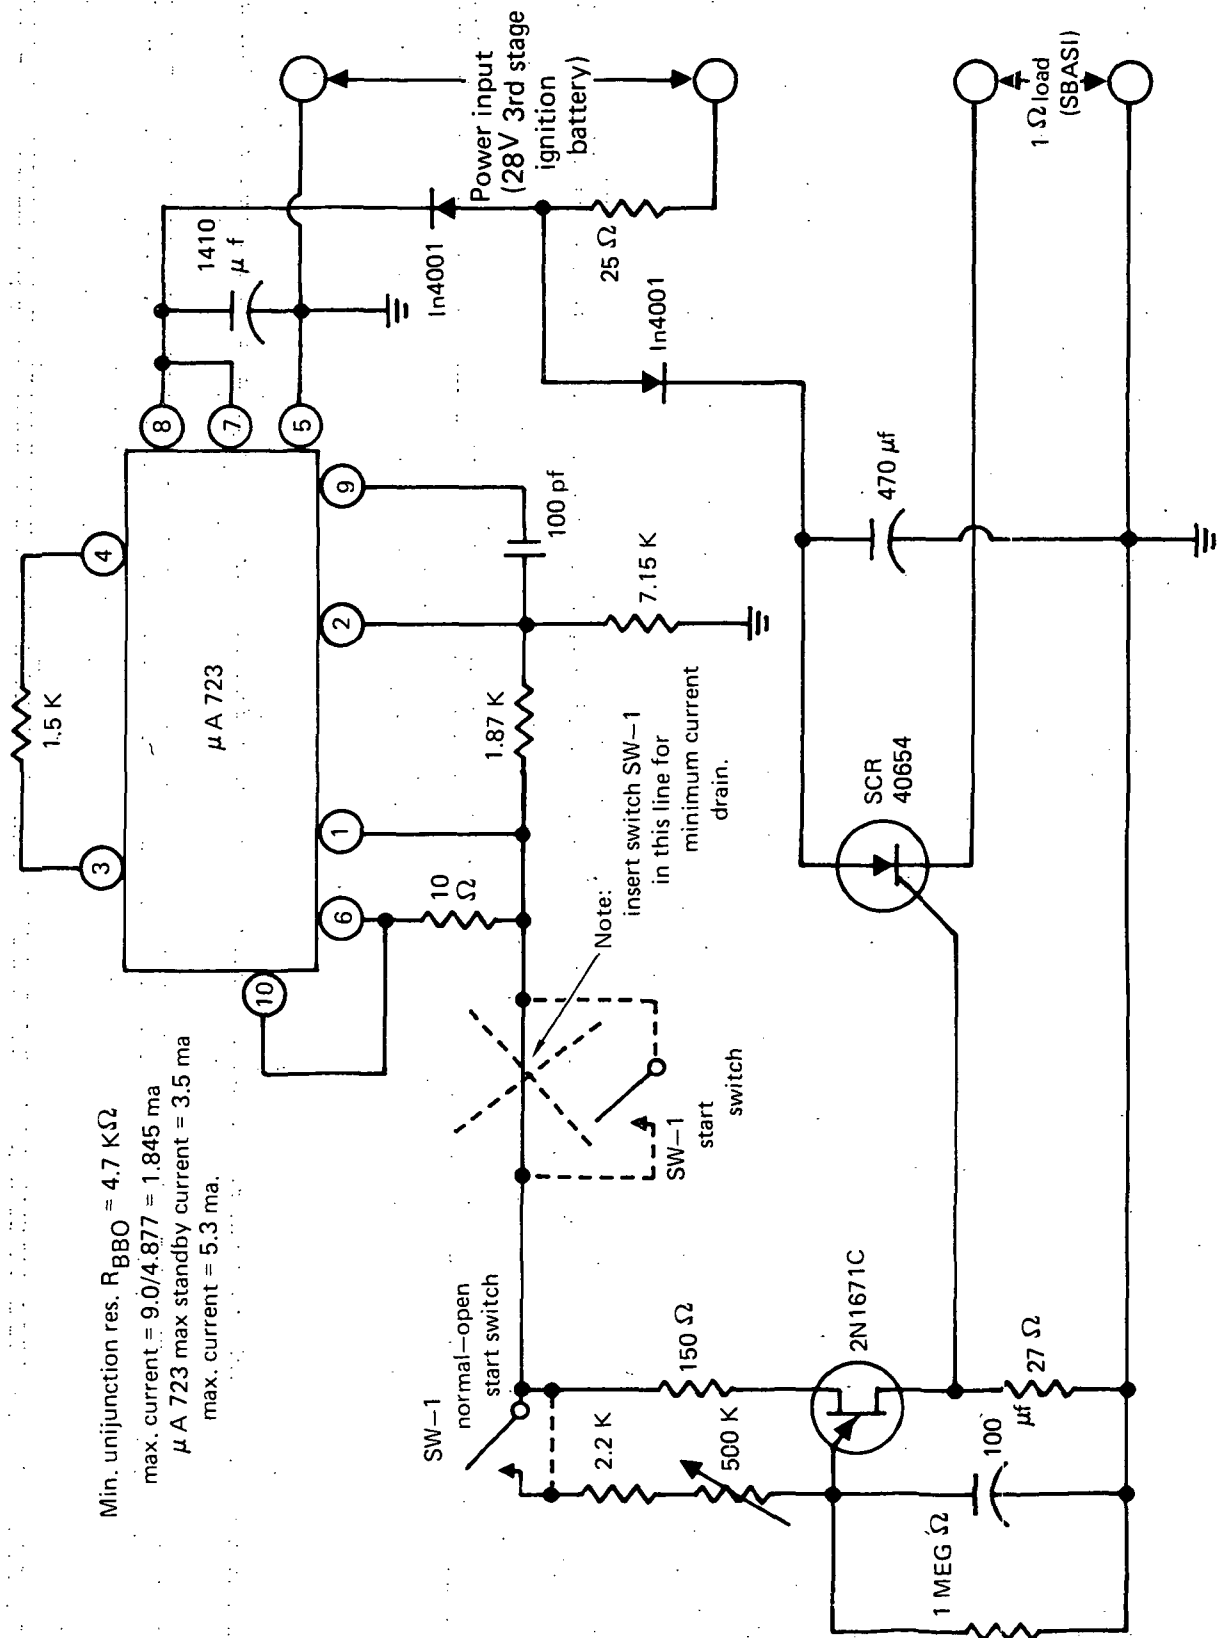 Min. unijunction res. RBBO = 4.7 KΩ
max. current = 9.0/4.877 = 1.845 ma
μ A 723 max standby current = 3.5 ma
max. current = 5.3 ma.
1.5 K
3
4
10
μ A 723
8
7
5
6
1
2
9
1410
μ f
In4001
Power input
(28V 3rd stage
ignition
battery)
25 Ω
In4001
10
Ω
1.87 K
100 pf
7.15 K
Note:
insert switch SW–1
in this line for
minimum current
drain.
SW–1
start
switch
SW–1
normal–open
start switch
2.2 K
500 K
150 Ω
2N1671C
1 MEG Ω
100
μf
27 Ω
SCR
40654
470 μf
1 Ω load
(SBASI)